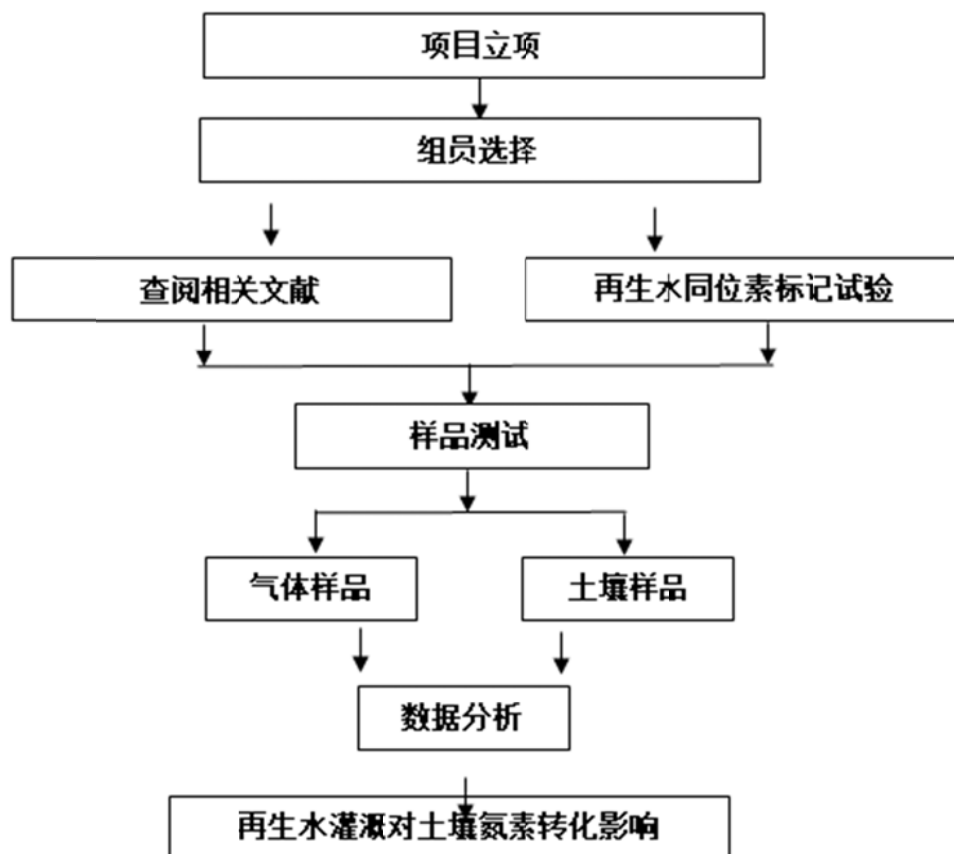 项目立项
组员选择
查阅相关文献
再生水同位素标记试验
样品测试
气体样品
土壤样品
数据分析
再生水灌溉对土壤氮素转化影响